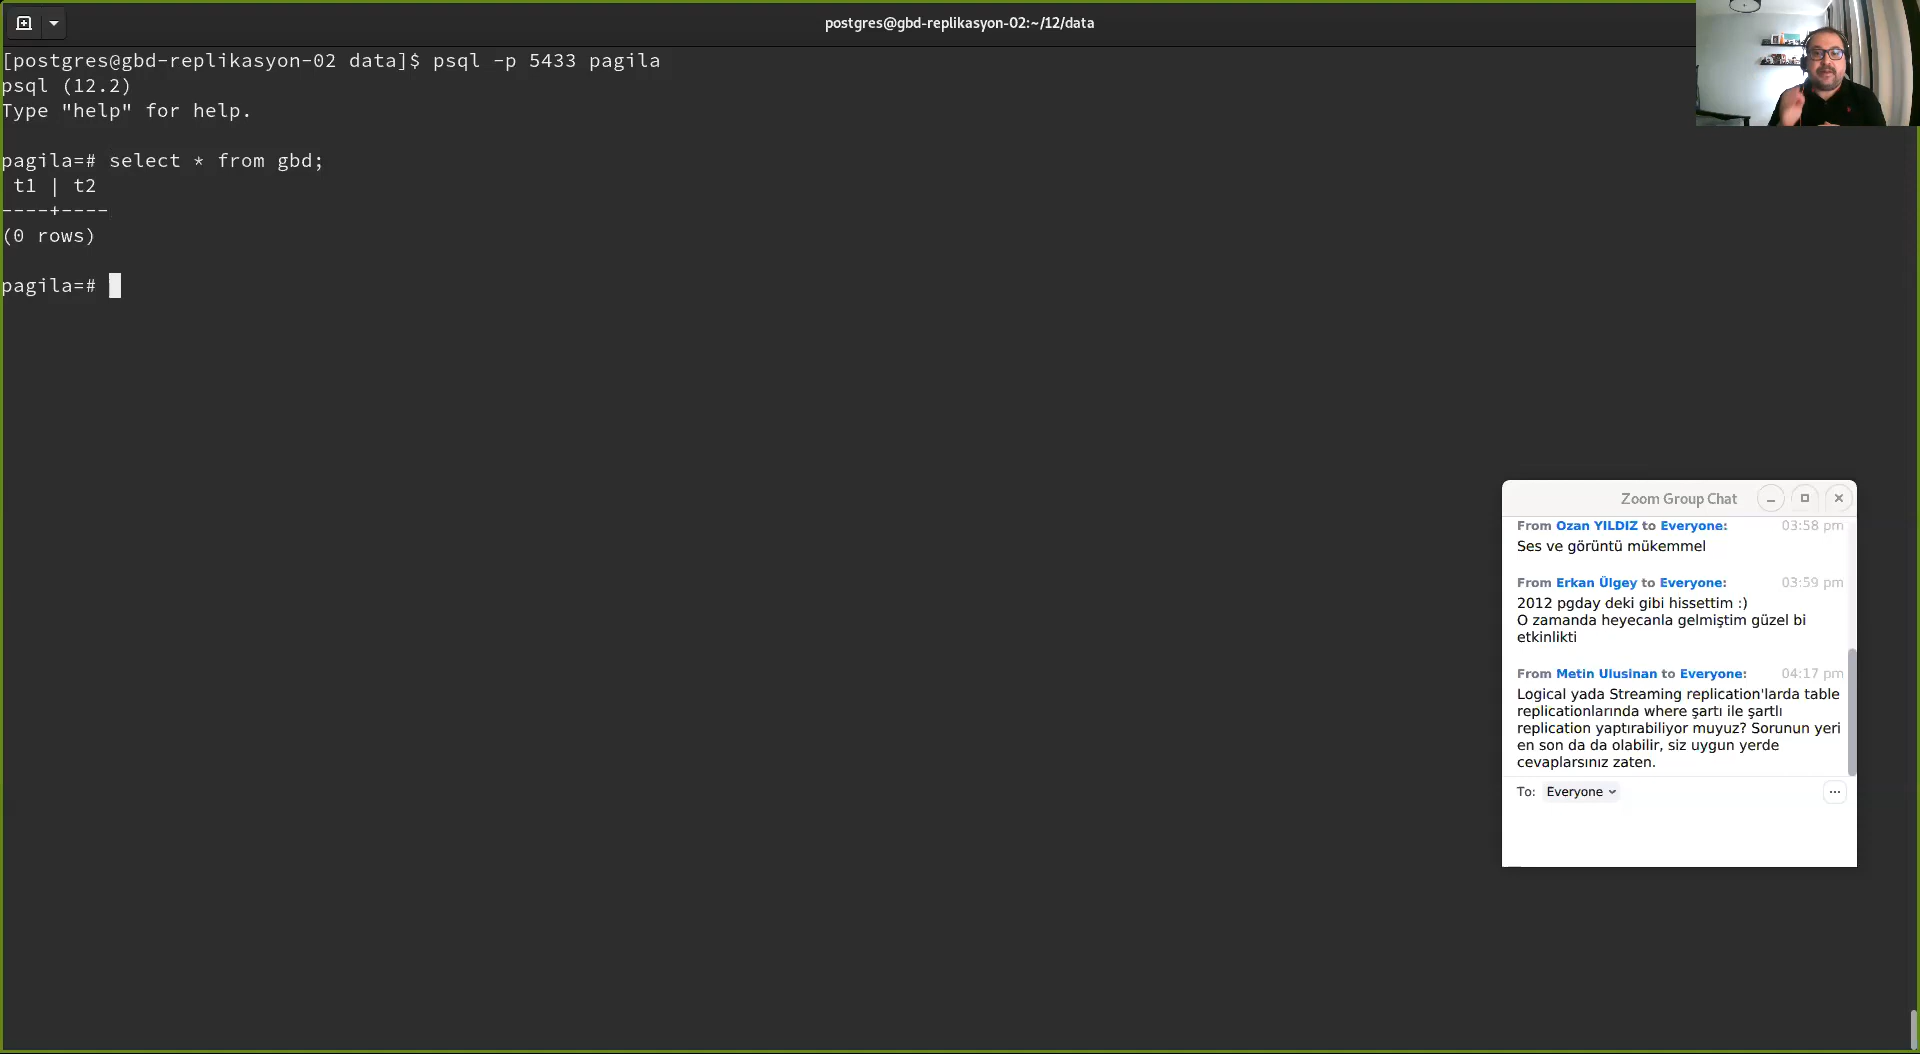 postgres@gbd-replikasyon-02:~/12/data
[postgres@gbd-replikasyon-02 data]$ psql -p 5433 pagila
psql (12.2)
Type "help" for help.
pagila=# select * from gbd;
t1 | t2
----+----
(0 rows)
pagila=#
Zoom Group Chat
From Ozan YILDIZ to Everyone: 03:58 pm
Ses ve görüntü mükemmel
From Erkan Ülgey to Everyone: 03:59 pm
2012 pgday deki gibi hissettim :)
O zamanda heyecanla gelmiştim güzel bi
etkinlikti
From Metin Ulusinan to Everyone: 04:17 pm
Logical yada Streaming replication'larda table
replicationlarında where şartı ile şartlı
replication yaptırabiliyor muyuz? Sorunun yeri
en son da da olabilir, siz uygun yerde
cevaplarsınız zaten.
To: Everyone